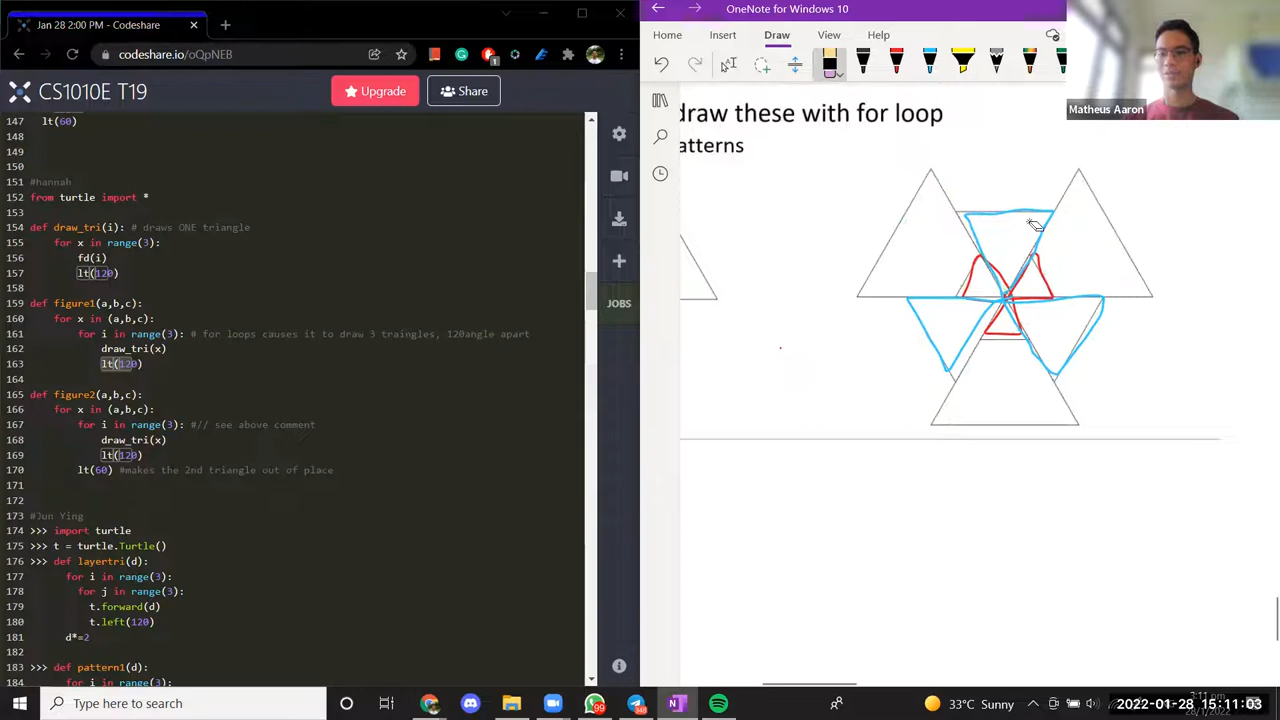 Jan 28 2:00 PM - Codeshare
OneNote for Windows 10
codeshare.io/oQpNEB
Home Insert Draw View Help
CS1010E T19
Upgrade
Share
147 lt(60)
148
149
150
151 #hannah
152 from turtle import *
153
154 def draw_tri(i): # draws ONE triangle
155 for x in range(3):
156 fd(i)
157 lt(120)
158
159 def figure1(a,b,c):
160 for x in (a,b,c):
161 for i in range(3): # for loops causes it to draw 3 traingles, 120angle apart
162 draw_tri(x)
163 lt(120)
164
165 def figure2(a,b,c):
166 for x in (a,b,c):
167 for i in range(3): #// see above comment
168 draw_tri(x)
169 lt(120)
170 lt(60) #makes the 2nd triangle out of place
171
172
173 #Jun Ying
174 >>> import turtle
175 >>> t = turtle.Turtle()
176 >>> def layertri(d):
177 for i in range(3):
178 for j in range(3):
179 t.forward(d)
180 t.left(120)
181 d*=2
182
183 >>> def pattern1(d):
184 for i in range(3):
JOBS
draw these with for loop
atterns
Matheus Aaron
Type here to search
99
33°C Sunny
2022-01-28 15:11:03